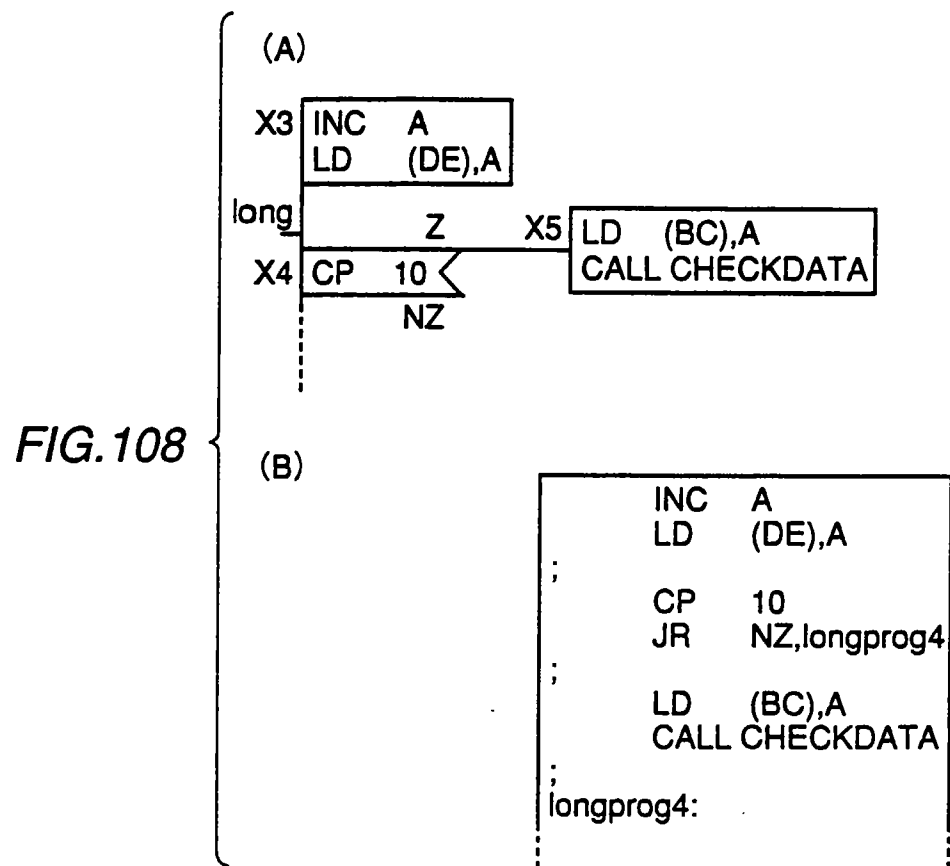 (A)
X3 INC A
LD (DE),A
long
Z X5 LD (BC),A
X4 CP 10 CALL CHECKDATA
NZ
FIG.108
(B)
INC A
LD (DE),A
;
CP 10
JR NZ,longprog4
;
LD (BC),A
CALL CHECKDATA
;
longprog4: